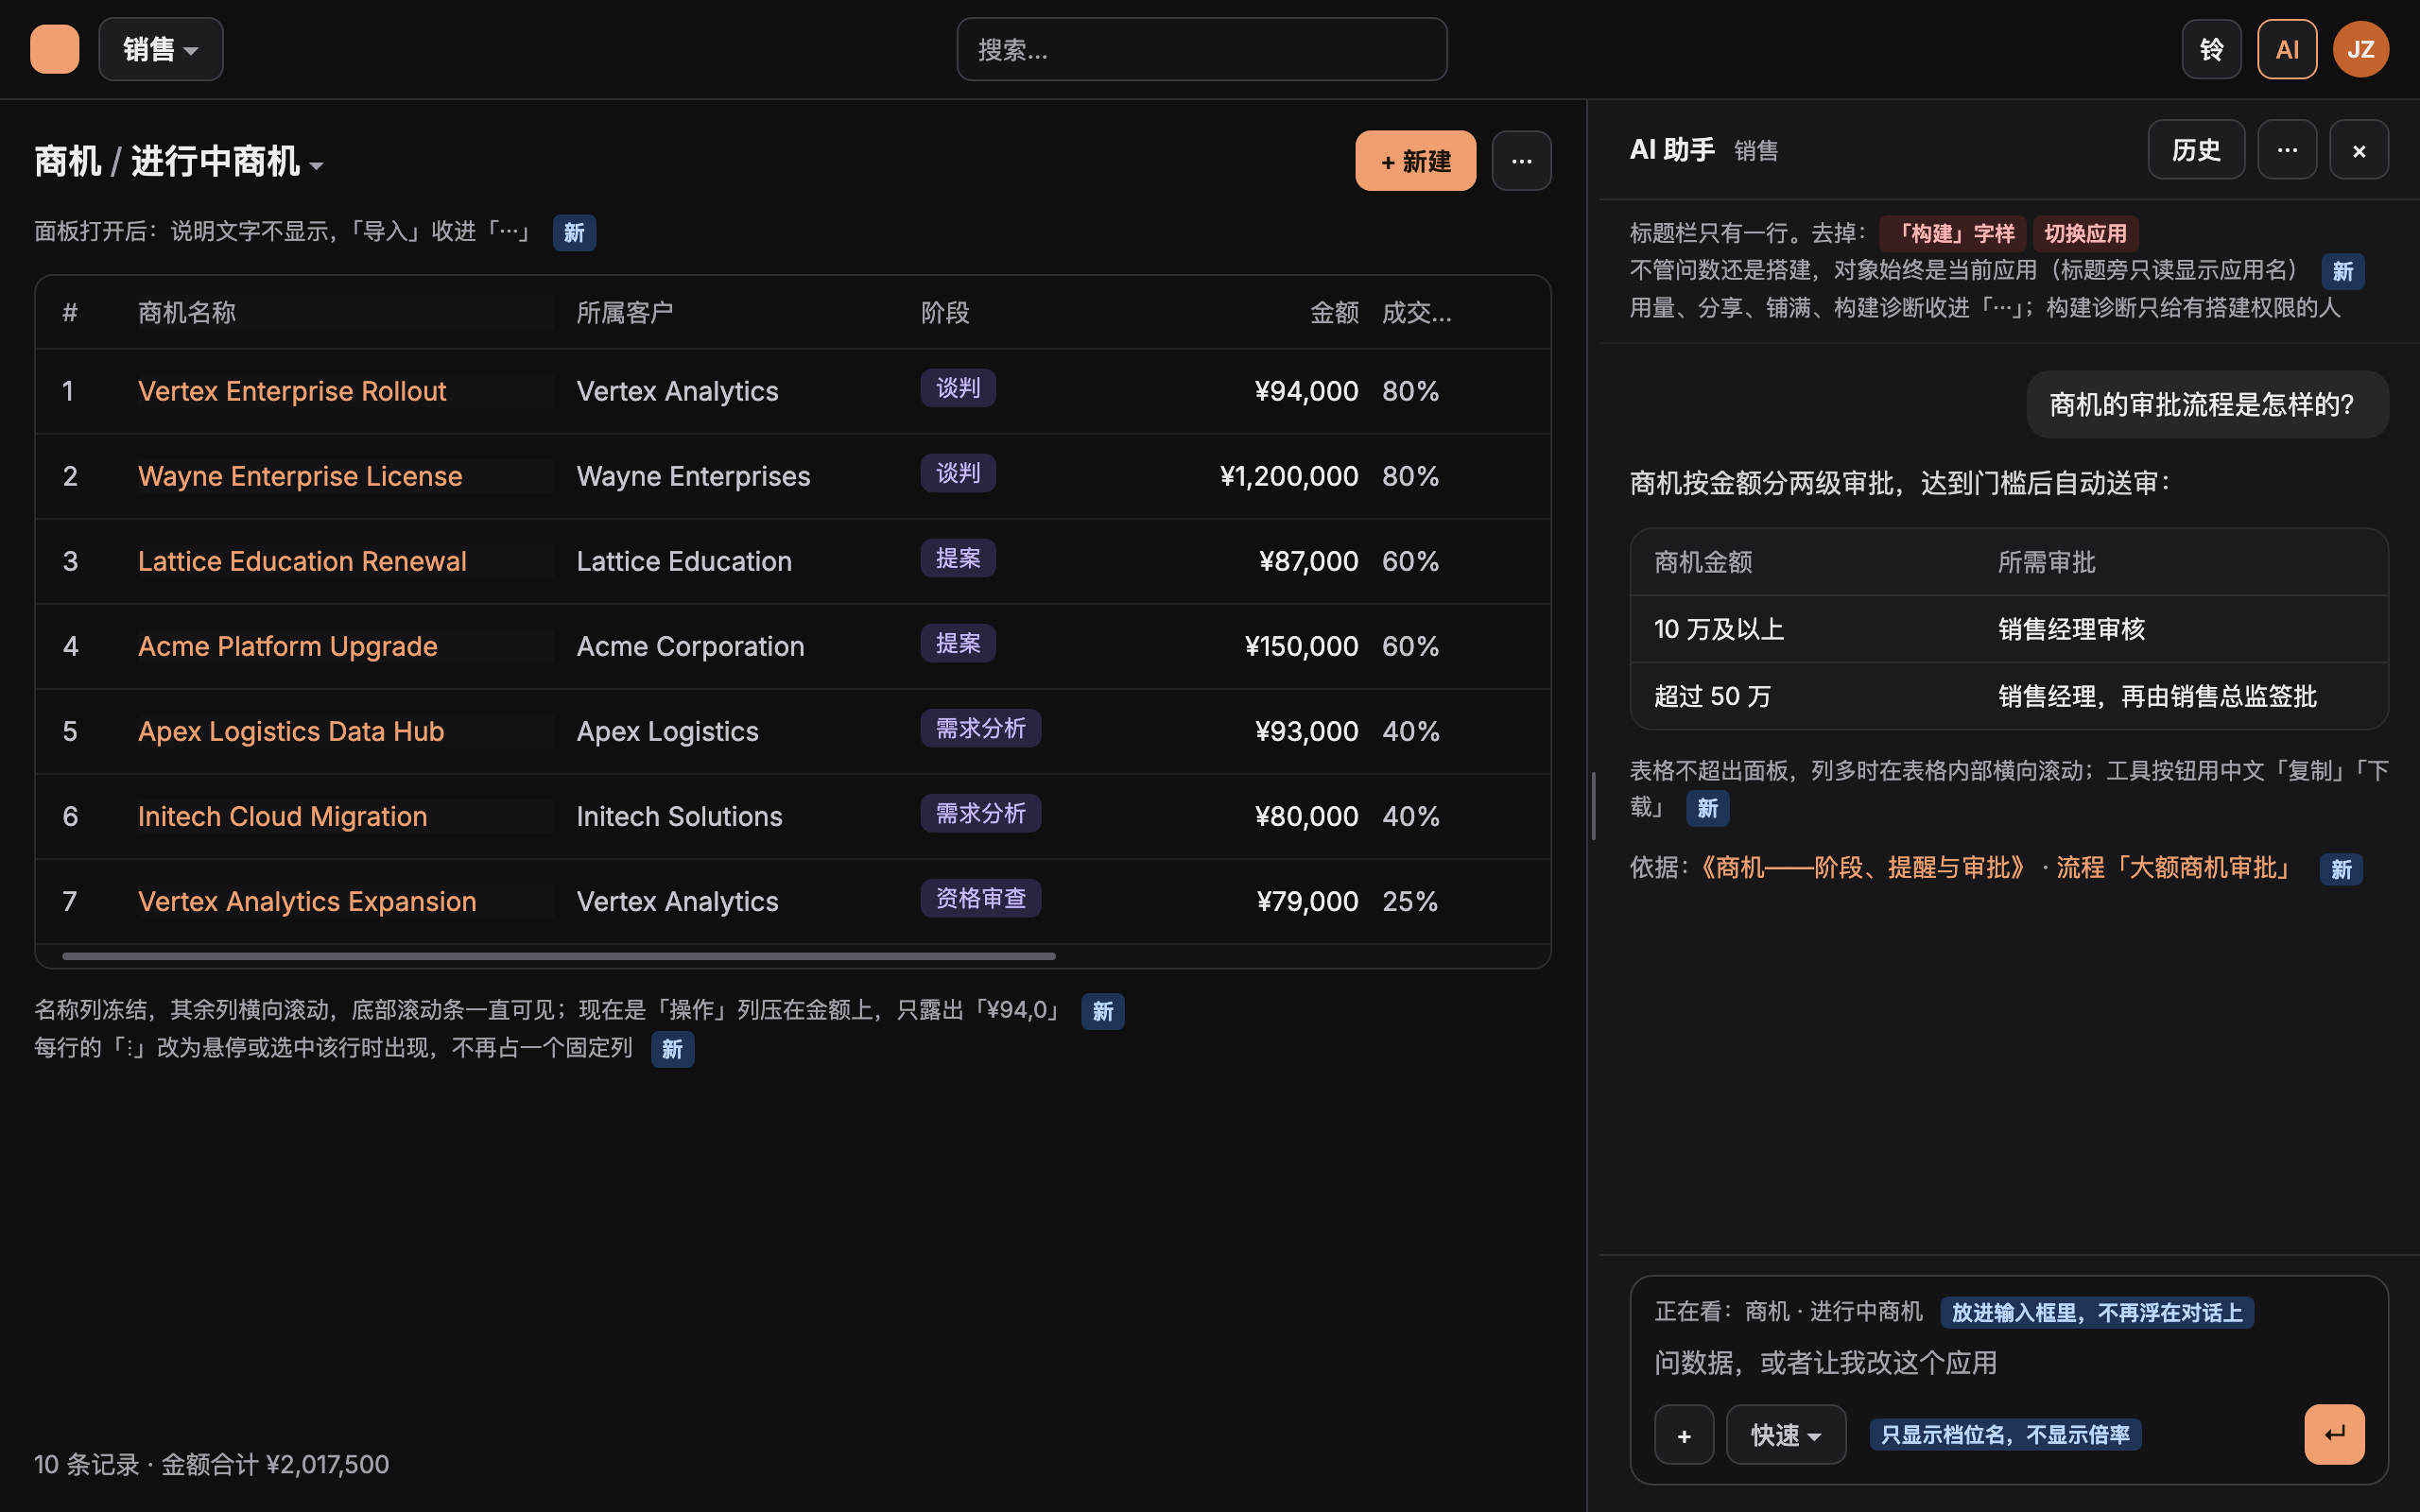 销售
搜索...
铃
AI
JZ
商机 / 进行中商机
+ 新建
···
面板打开后：说明文字不显示，「导入」收进「···」 新
# 商机名称 所属客户 阶段 金额 成交...
1 Vertex Enterprise Rollout Vertex Analytics 谈判 ¥94,000 80%
2 Wayne Enterprise License Wayne Enterprises 谈判 ¥1,200,000 80%
3 Lattice Education Renewal Lattice Education 提案 ¥87,000 60%
4 Acme Platform Upgrade Acme Corporation 提案 ¥150,000 60%
5 Apex Logistics Data Hub Apex Logistics 需求分析 ¥93,000 40%
6 Initech Cloud Migration Initech Solutions 需求分析 ¥80,000 40%
7 Vertex Analytics Expansion Vertex Analytics 资格审查 ¥79,000 25%
名称列冻结，其余列横向滚动，底部滚动条一直可见；现在是「操作」列压在金额上，只露出「¥94,0」 新
每行的「⋮」改为悬停或选中该行时出现，不再占一个固定列 新
10 条记录 · 金额合计 ¥2,017,500
AI 助手 销售
历史
···
×
标题栏只有一行。去掉：「构建」字样 切换应用
不管问数还是搭建，对象始终是当前应用（标题旁只读显示应用名） 新
用量、分享、铺满、构建诊断收进「···」；构建诊断只给有搭建权限的人
商机的审批流程是怎样的?
商机按金额分两级审批，达到门槛后自动送审：
商机金额 所需审批
10 万及以上 销售经理审核
超过 50 万 销售经理，再由销售总监签批
表格不超出面板，列多时在表格内部横向滚动；工具按钮用中文「复制」「下
载」 新
依据：《商机——阶段、提醒与审批》 · 流程「大额商机审批」 新
正在看：商机 · 进行中商机 放进输入框里，不再浮在对话上
问数据，或者让我改这个应用
+ 快速 只显示档位名，不显示倍率 ↵